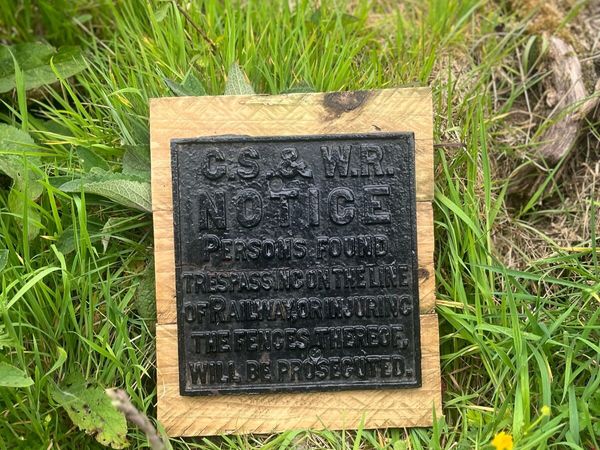 C.S. & W.R.
NOTICE
PERSONS FOUND
TRESPASSING ON THE LINE
OF RAILWAY, OR INJURING
THE FENCES THEREOF,
WILL BE PROSECUTED.